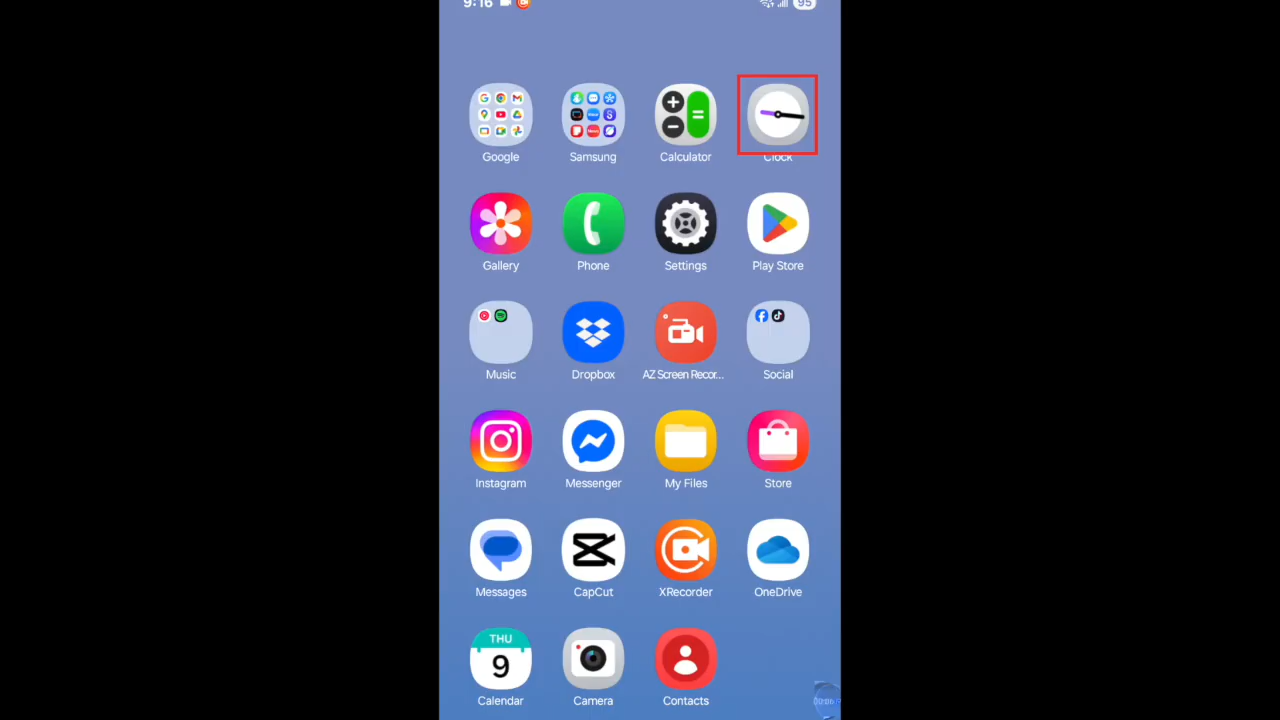 9:16 95
Google Samsung Calculator Clock
Gallery Phone Settings Play Store
Music Dropbox AZ Screen Recor... Social
Instagram Messenger My Files Store
Messages CapCut XRecorder OneDrive
THU
9
Calendar Camera Contacts